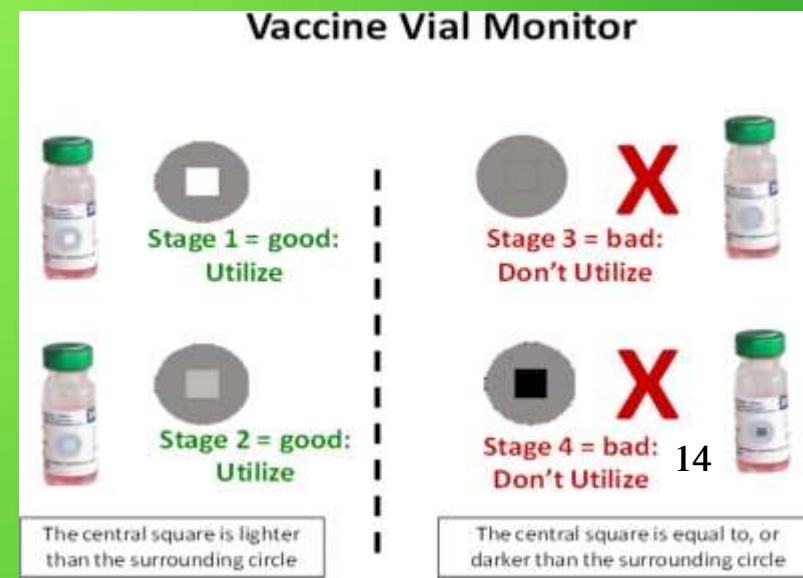 Vaccine Vial Monitor
Stage 1 = good:
Utilize
Stage 2 = good:
Utilize
The central square is lighter
than the surrounding circle
Stage 3 = bad:
Don't Utilize
Stage 4 = bad:
Don't Utilize
14
The central square is equal to, or
darker than the surrounding circle